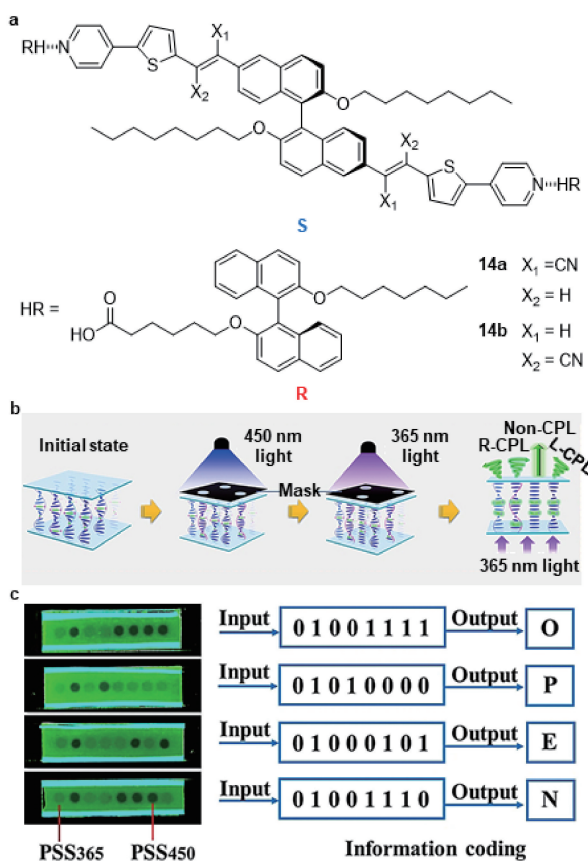 a
RH
N
S
X1
X2
O
O
X2
S
X1
N
HR
S
HR =
O
HO
O
O
R
14a X1 =CN
X2 = H
14b X1 = H
X2 = CN
b
Initial state
450 nm
light
365 nm
light
Mask
Non-CPL
R-CPL
L-CPL
365 nm light
c
Input 0 1 0 0 1 1 1 1 Output O
Input 0 1 0 1 0 0 0 0 Output P
Input 0 1 0 0 0 1 0 1 Output E
Input 0 1 0 0 1 1 1 0 Output N
PSS365 PSS450 Information coding